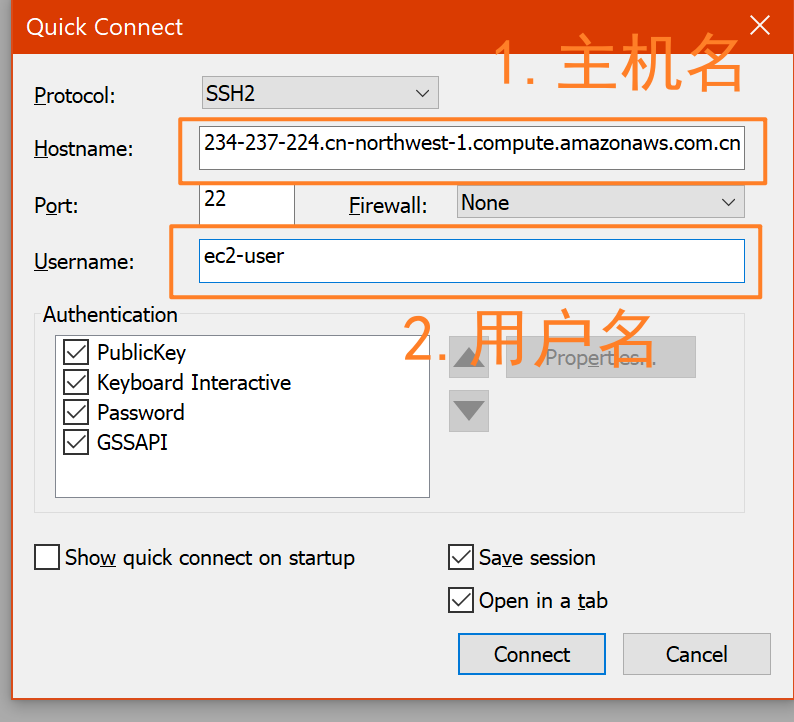 Quick Connect
1. 主机名
Protocol:
SSH2
Hostname:
234-237-224.cn-northwest-1.compute.amazonaws.com.cn
Port:
22
Firewall:
None
Username:
ec2-user
2. 用户名
Authentication
PublicKey
Properties...
Keyboard Interactive
Password
GSSAPI
Show quick connect on startup
Save session
Open in a tab
Connect
Cancel